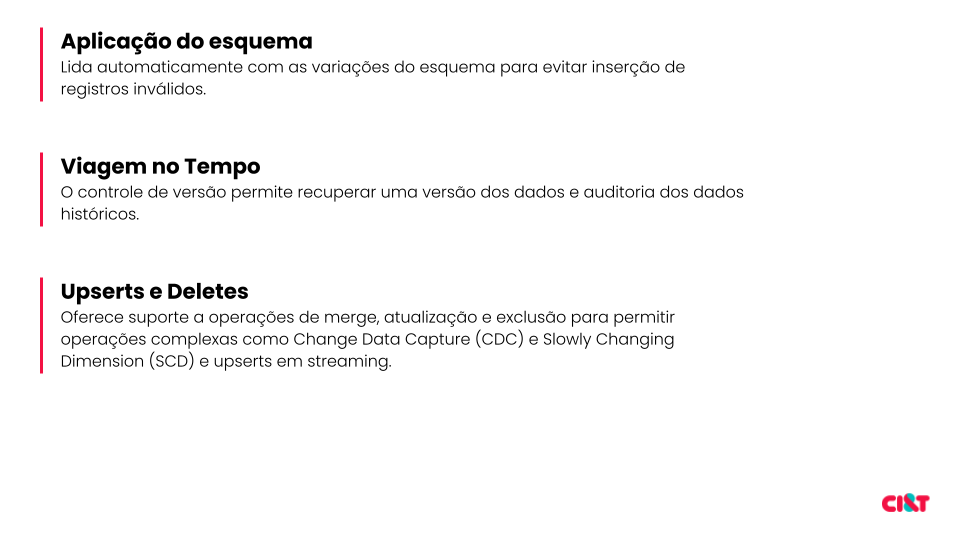 Aplicação do esquema
Lida automaticamente com as variações do esquema para evitar inserção de
registros inválidos.
Viagem no Tempo
O controle de versão permite recuperar uma versão dos dados e auditoria dos dados
históricos.
Upserts e Deletes
Oferece suporte a operações de merge, atualização e exclusão para permitir
operações complexas como Change Data Capture (CDC) e Slowly Changing
Dimension (SCD) e upserts em streaming.
CI&T